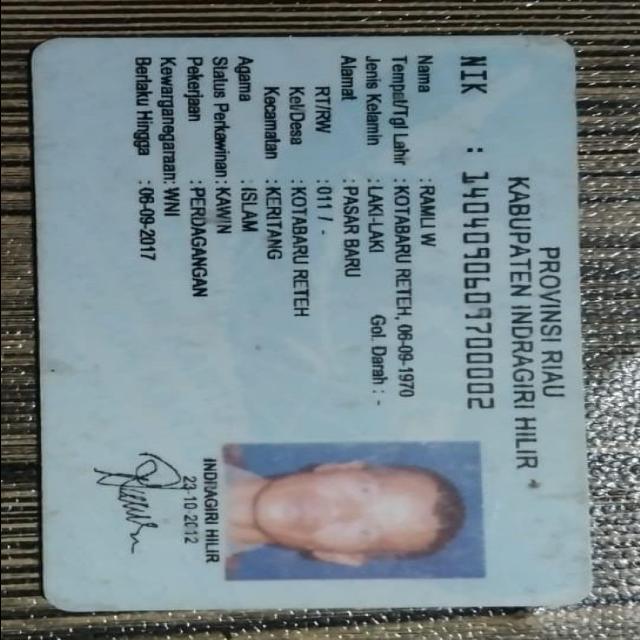 PROVINSI RIAU
KABUPATEN INDRAGIRI HILIR
NIK : 1404090609700002
Nama : RAMLI W
Tempat/Tgl Lahir : KOTABARU RETEH, 06-09-1970
Jenis Kelamin : LAKI-LAKI Gol. Darah : -
Alamat : PASAR BARU
RT/RW : 011 / -
Kel/Desa : KOTABARU RETEH
Kecamatan : KERITANG
Agama : ISLAM
Status Perkawinan : KAWIN
Pekerjaan : PERDAGANGAN
Kewarganegaraan : WNI
Berlaku Hingga : 06-09-2017
INDRAGIRI HILIR
29-10-2012